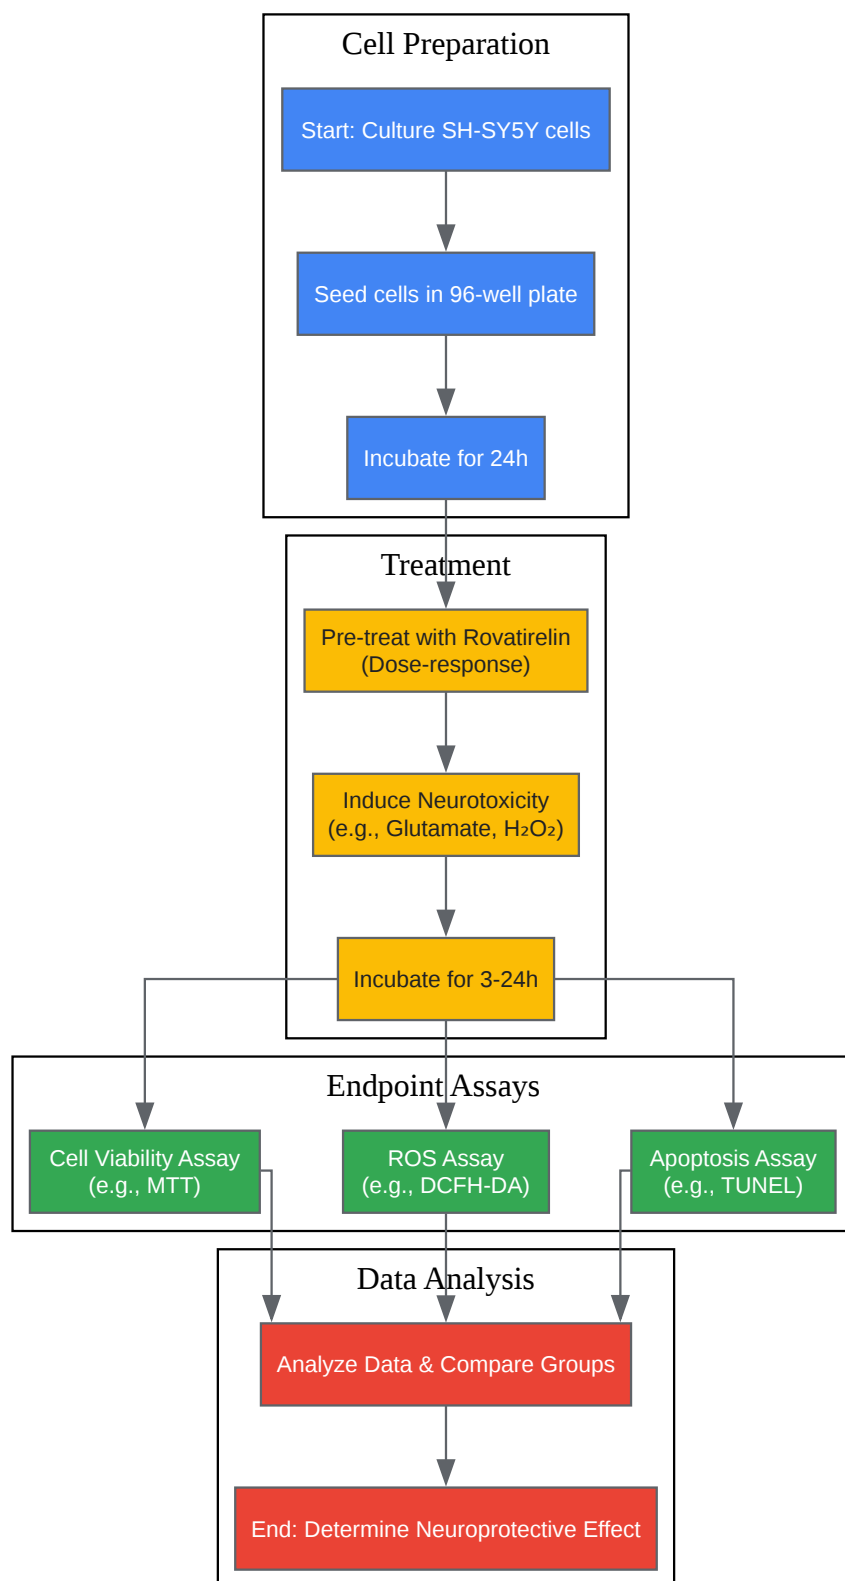 Cell Preparation
Start: Culture SH-SY5Y cells
Seed cells in 96-well plate
Incubate for 24h
Treatment
Pre-treat with Rovatirelin
(Dose-response)
Induce Neurotoxicity
(e.g., Glutamate, H₂O₂)
Incubate for 3-24h
Endpoint Assays
Cell Viability Assay
(e.g., MTT)
ROS Assay
(e.g., DCFH-DA)
Apoptosis Assay
(e.g., TUNEL)
Data Analysis
Analyze Data & Compare Groups
End: Determine Neuroprotective Effect